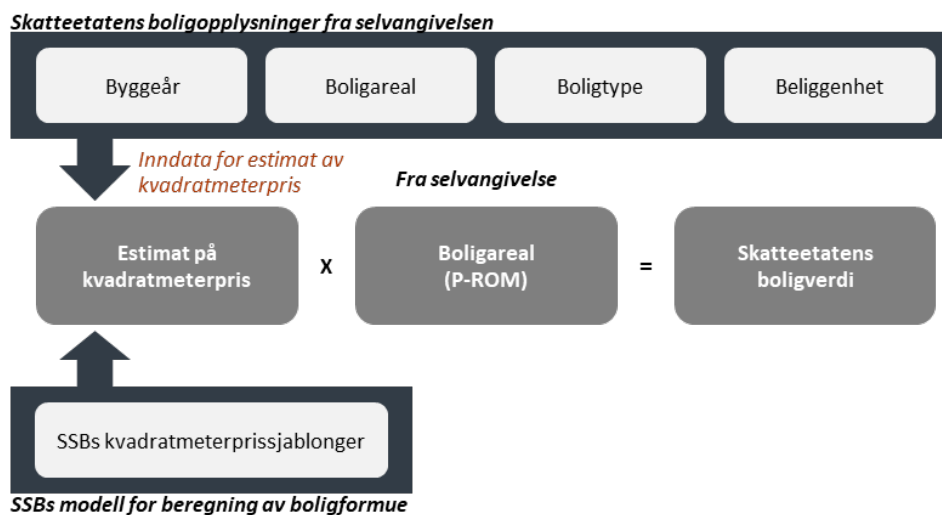 Skatteetatens boligopplysninger fra selvangivelsen
Byggeår
Boligareal
Boligtype
Beliggenhet
Inndata for estimat av
kvadratmeterpris
Fra selvangivelse
Estimat på
kvadratmeterpris
X
Boligareal
(P-ROM)
=
Skatteetatens
boligverdi
SSBs kvadratmeterprissjablonger
SSBs modell for beregning av boligformue